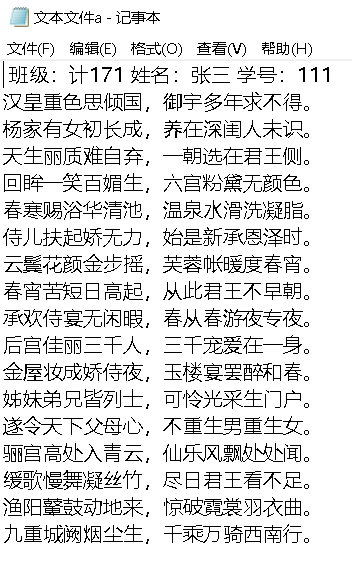 文本文件a - 记事本
文件(F) 编辑(E) 格式(O) 查看(V) 帮助(H)
班级：计171 姓名：张三 学号：111
汉皇重色思倾国，御宇多年求不得。
杨家有女初长成，养在深闺人未识。
天生丽质难自弃，一朝选在君王侧。
回眸一笑百媚生，六宫粉黛无颜色。
春寒赐浴华清池，温泉水滑洗凝脂。
侍儿扶起娇无力，始是新承恩泽时。
云鬓花颜金步摇，芙蓉帐暖度春宵。
春宵苦短日高起，从此君王不早朝。
承欢侍宴无闲暇，春从春游夜专夜。
后宫佳丽三千人，三千宠爱在一身。
金屋妆成娇侍夜，玉楼宴罢醉和春。
姊妹弟兄皆列士，可怜光采生门户。
遂令天下父母心，不重生男重生女。
骊宫高处入青云，仙乐风飘处处闻。
缓歌慢舞凝丝竹，尽日君王看不足。
渔阳鼙鼓动地来，惊破霓裳羽衣曲。
九重城阙烟尘生，千乘万骑西南行。